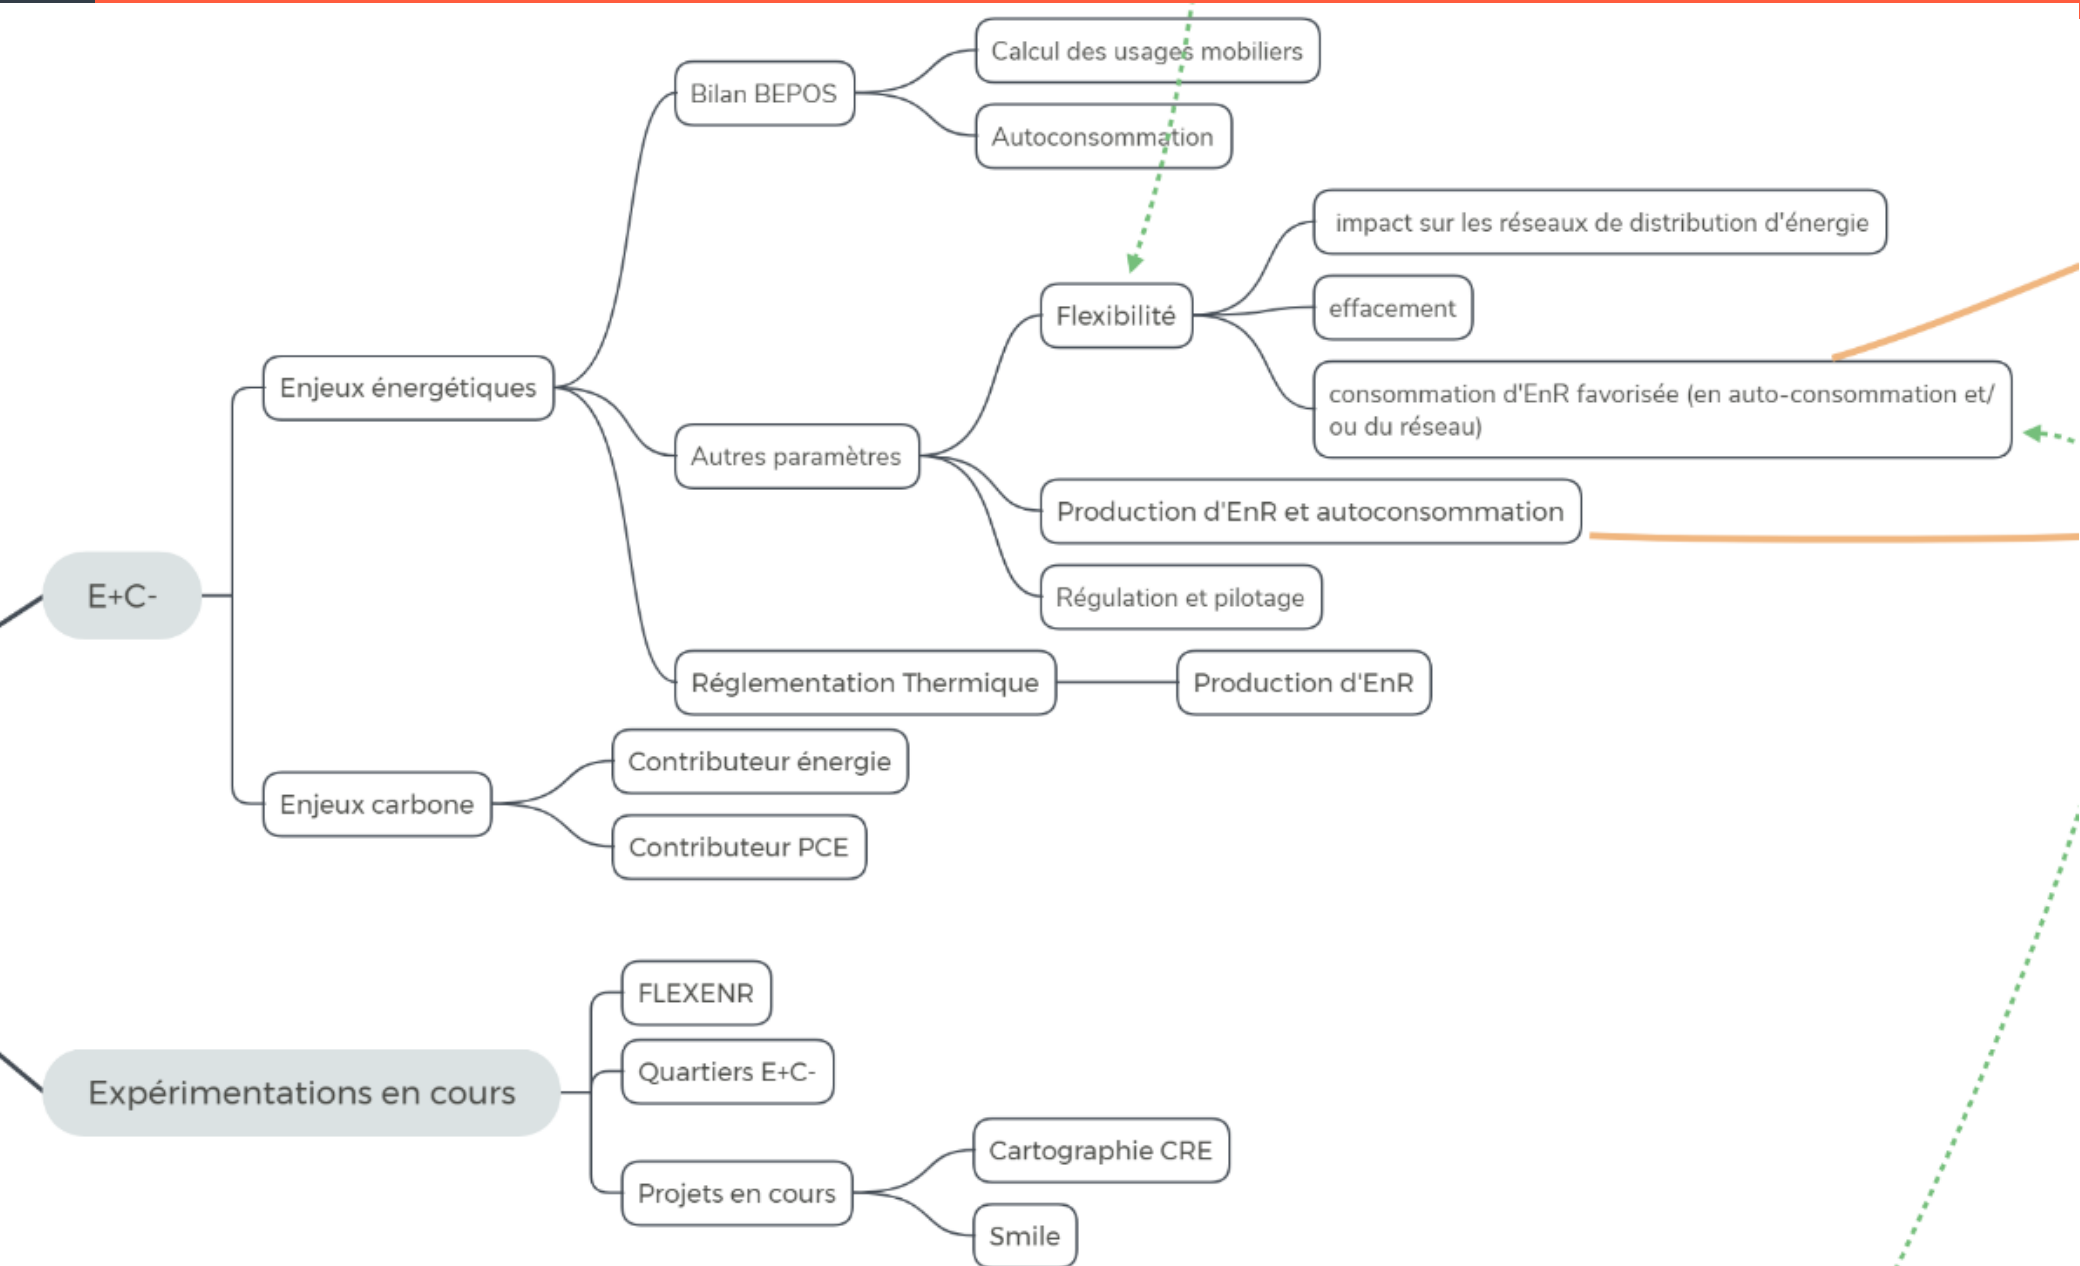 Calcul des usages mobiliers
Bilan BEPOS
Autoconsommation
impact sur les réseaux de distribution d'énergie
effacement
Flexibilité
consommation d'EnR favorisée (en auto-consommation et/
ou du réseau)
Enjeux énergétiques
Autres paramètres
Production d'EnR et autoconsommation
Régulation et pilotage
E+C-
Réglementation Thermique
Production d'EnR
Contributeur énergie
Enjeux carbone
Contributeur PCE
FLEXENR
Quartiers E+C-
Expérimentations en cours
Cartographie CRE
Projets en cours
Smile